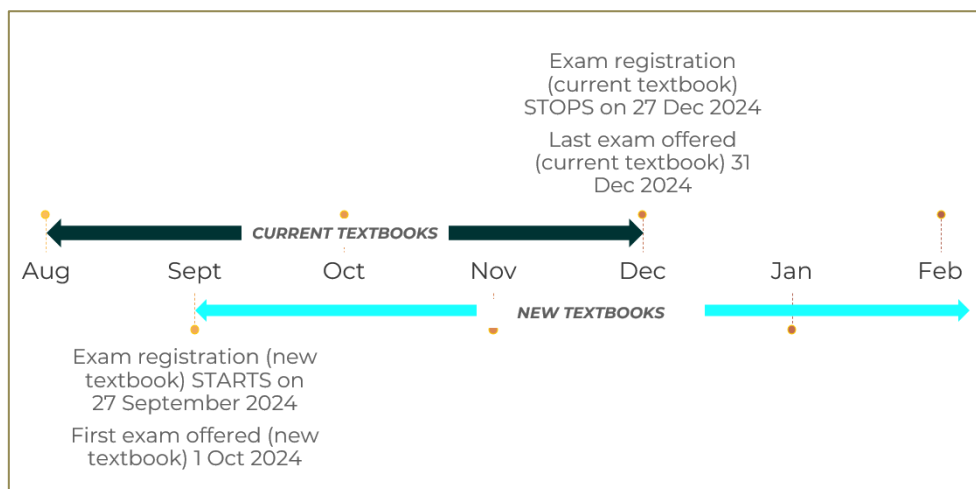 Exam registration
(current textbook)
STOPS on 27 Dec 2024
Last exam offered
(current textbook) 31
Dec 2024
CURRENT TEXTBOOKS
Aug Sept Oct Nov Dec Jan Feb
NEW TEXTBOOKS
Exam registration (new
textbook) STARTS on
27 September 2024
First exam offered (new
textbook) 1 Oct 2024